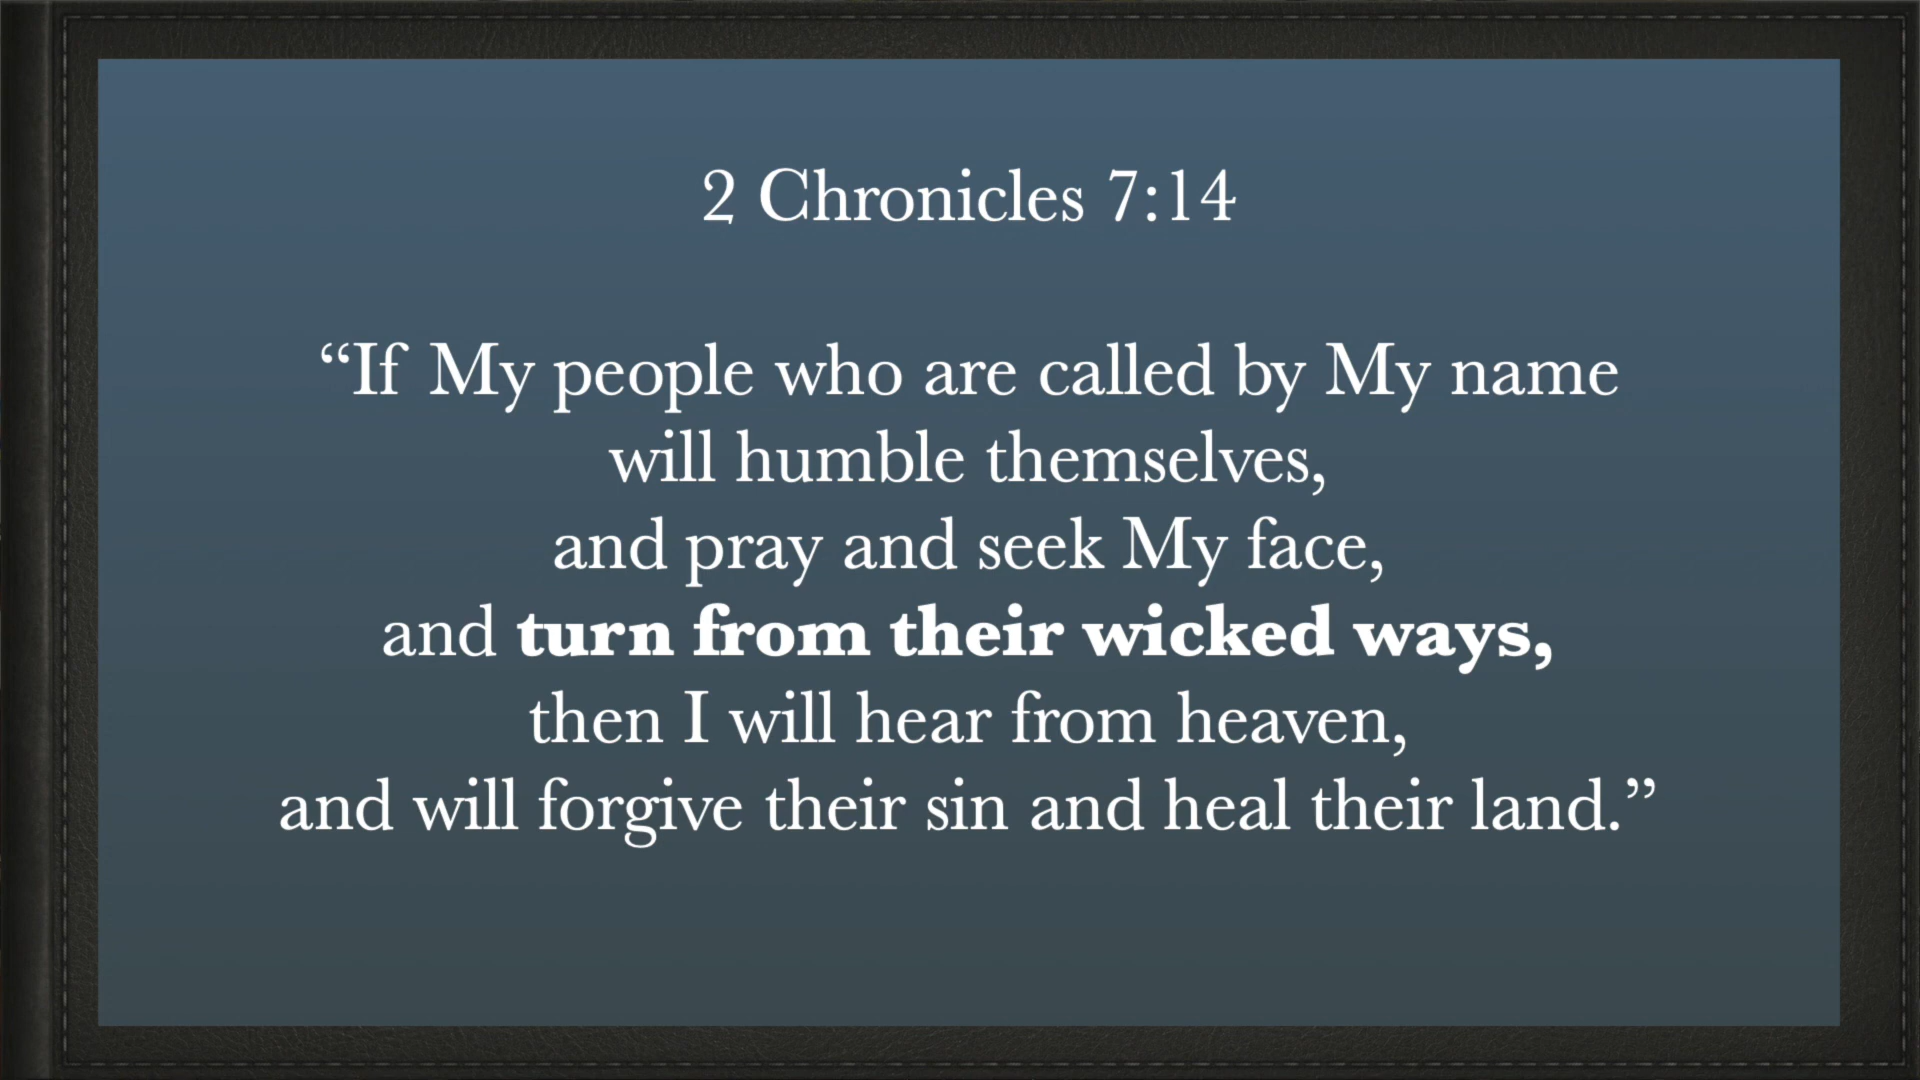 2 Chronicles 7:14
“If My people who are called by My name
will humble themselves,
and pray and seek My face,
and turn from their wicked ways,
then I will hear from heaven,
and will forgive their sin and heal their land.”